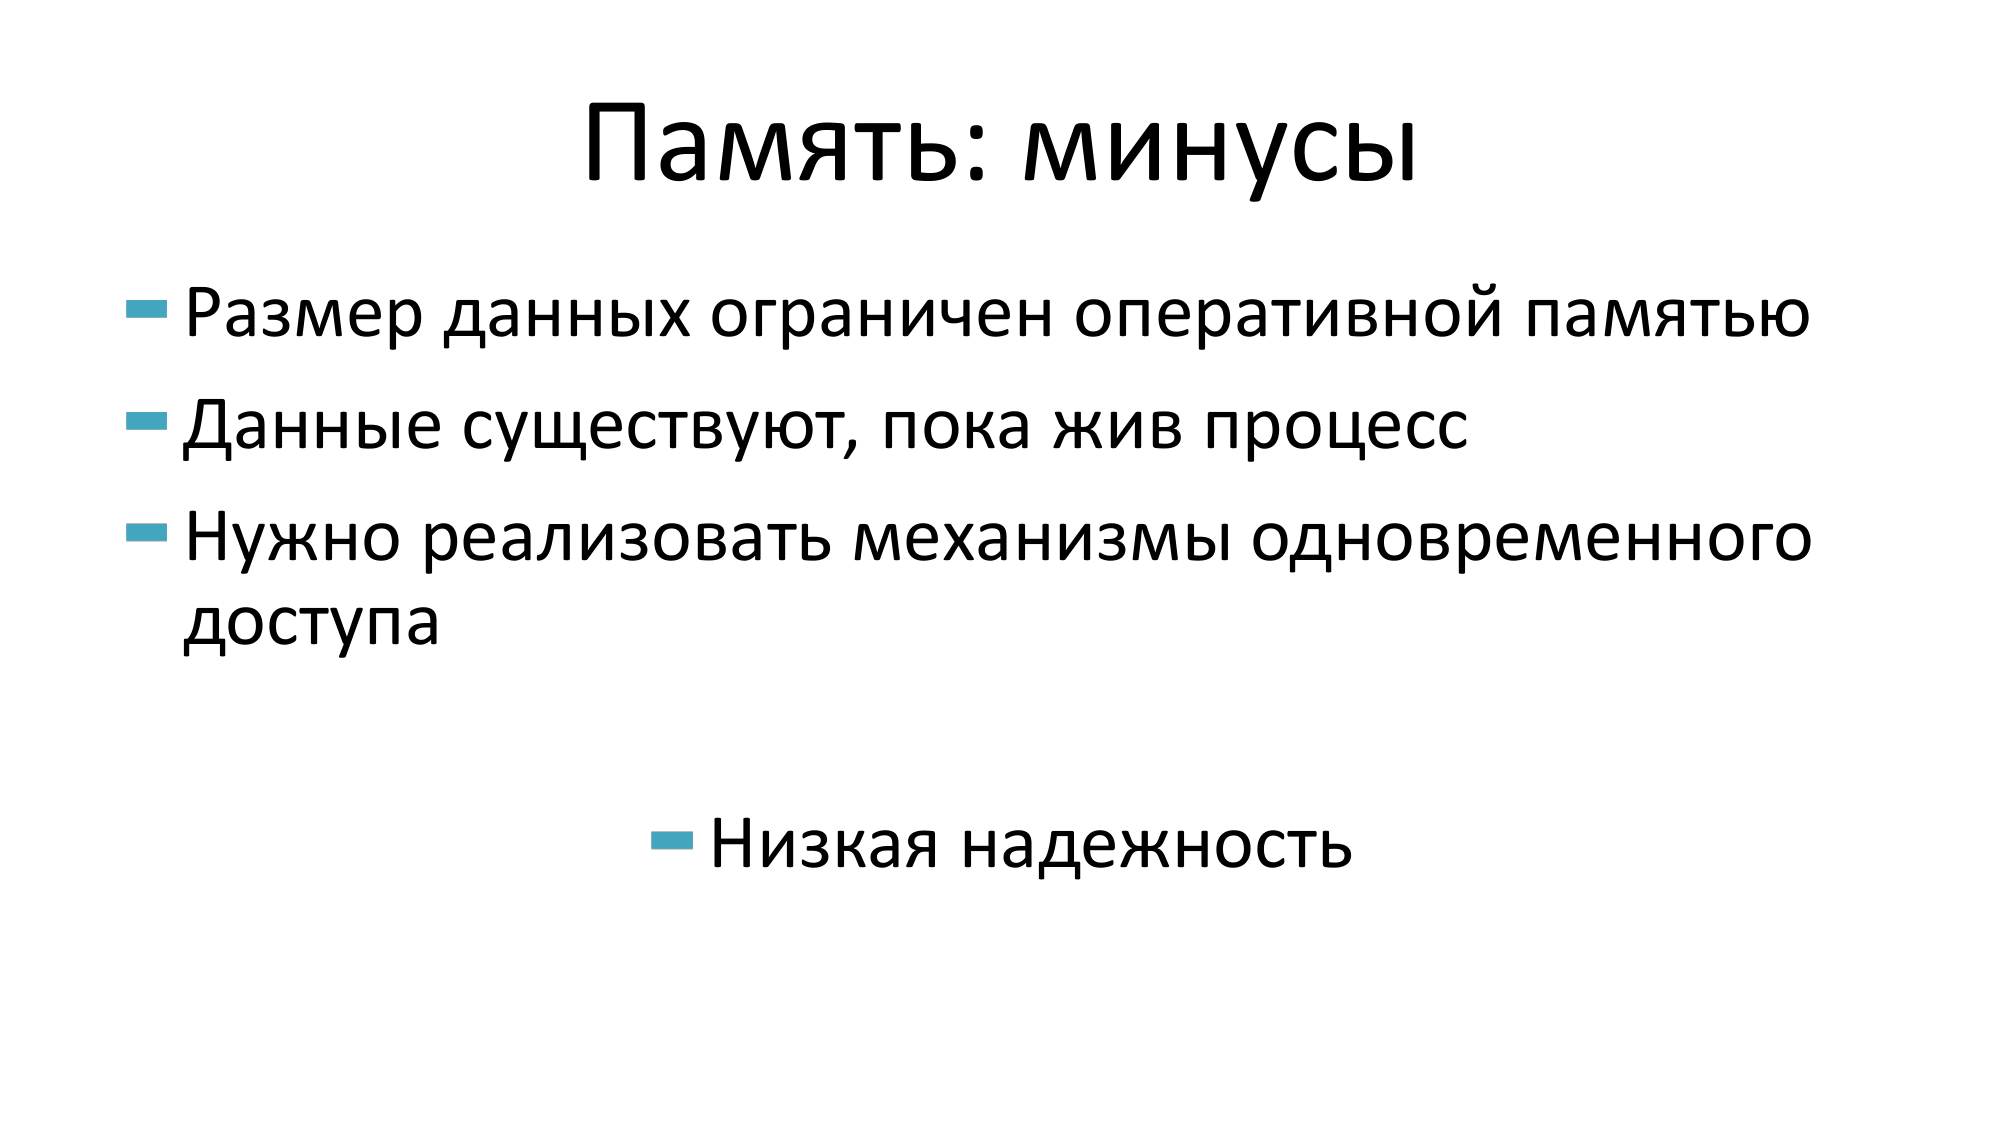 Память: минусы
Размер данных ограничен оперативной памятью
Данные существуют, пока жив процесс
Нужно реализовать механизмы одновременного
доступа
Низкая надежность